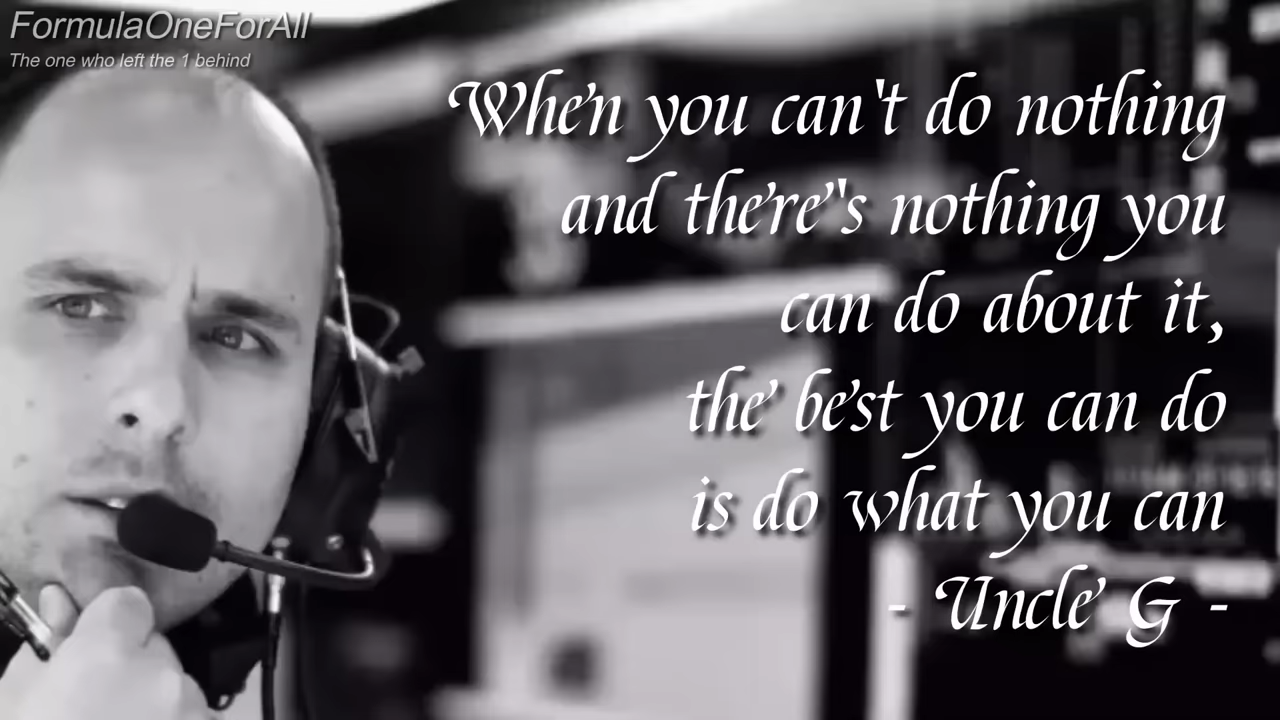 FormulaOneForAll
The one who left the 1 behind
When you can't do nothing
and there"s nothing you
can do about it,
the best you can do
is do what you can
- Uncle G -